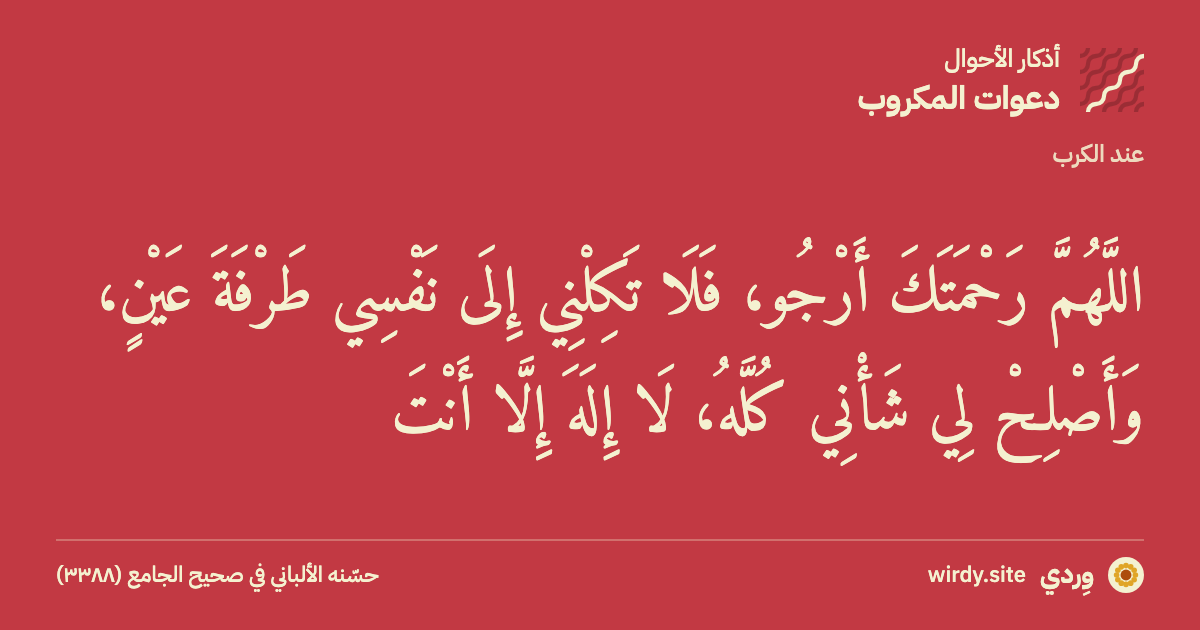 أذكار الأحوال
دعوات المكروب
عند الكرب
اللَّهُمَّ رَحْمَتَكَ أَرْجُو، فَلَا تَكِلْنِي إِلَى نَفْسِي طَرْفَةَ عَيْنٍ،
وَأَصْلِحْ لِي شَأْنِي كُلَّهُ، لَا إِلَهَ إِلَّا أَنْتَ
وِردي wirdy.site
حسّنه الألباني في صحيح الجامع (٣٣٨٨)